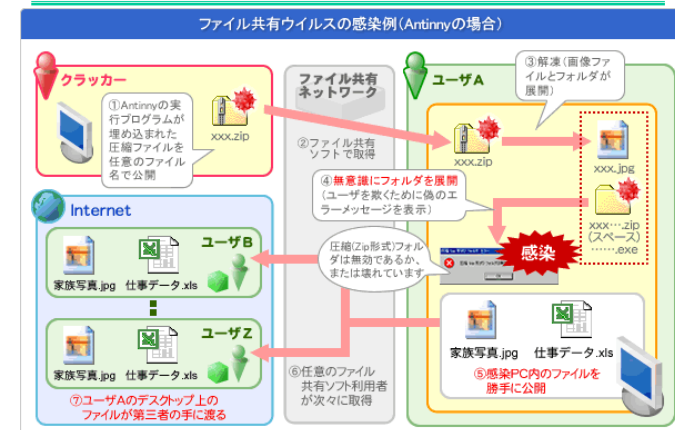 ファイル共有ウイルスの感染例(Antinnyの場合)
クラッカー
①Antinnyの実
行プログラムが
埋め込まれた
圧縮ファイルを
任意のファイル
名で公開
xxx.zip
ファイル共有
ネットワーク
②ファイル共有
ソフトで取得
ユーザA
③解凍(画像ファ
イルとフォルダが
展開)
xxx.zip
xxx.jpg
xxx….zip
(スペース)
…….exe
④無意識にフォルダを展開
(ユーザを欺くために偽のエ
ラーメッセージを表示)
圧縮(Zip形式)フォル
ダは無効であるか、
または壊れています
感染
家族写真.jpg
仕事データ.xls
⑤感染PC内のファイルを
勝手に公開
⑥任意のファイル
共有ソフト利用者
が次々に取得
Internet
ユーザB
家族写真.jpg
仕事データ.xls
ユーザZ
家族写真.jpg
仕事データ.xls
⑦ユーザAのデスクトップ上の
ファイルが第三者の手に渡る